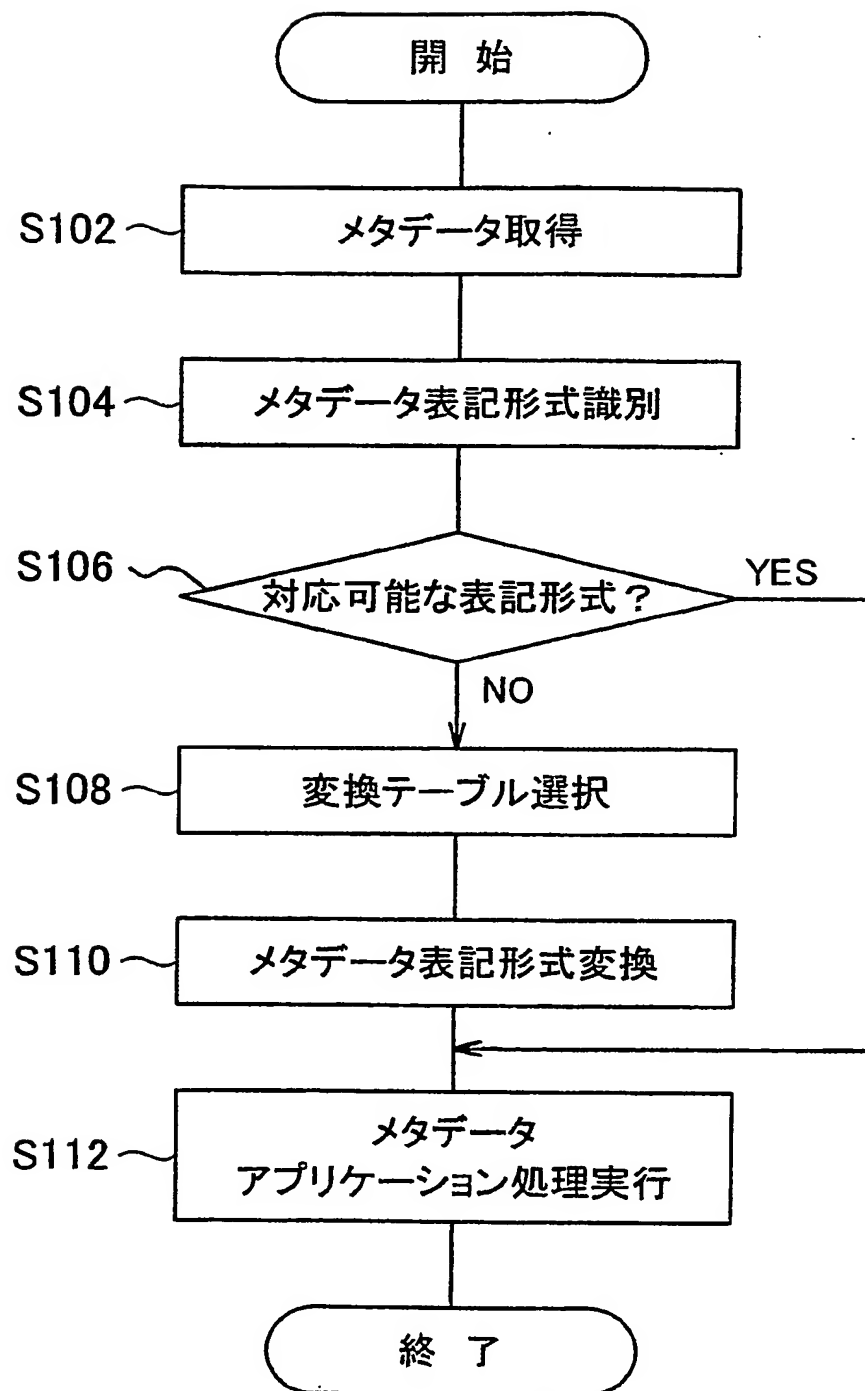 開 始
S102
メタデータ取得
S104
メタデータ表記形式識別
S106
対応可能な表記形式?
YES
NO
S108
変換テーブル選択
S110
メタデータ表記形式変換
S112
メタデータ
アプリケーション処理実行
終 了